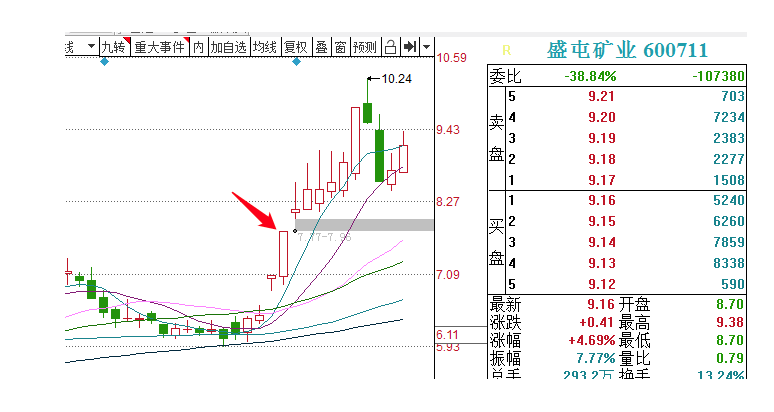 线 九转 重大事件 内 加自选 均线 复权 叠 窗 预测
10.59
10.24
9.43
8.27
7.77-7.96
7.09
6.11
5.93
R 盛屯矿业 600711
委比 -38.84% -107380
卖盘
5 9.21 703
4 9.20 7234
3 9.19 2383
2 9.18 2277
1 9.17 1508
买盘
1 9.16 5240
2 9.15 6260
3 9.14 7859
4 9.13 8338
5 9.12 590
最新 9.16 开盘 8.70
涨跌 +0.41 最高 9.38
涨幅 +4.69% 最低 8.70
振幅 7.77% 量比 0.79
总手 293.2万 换手 13.24%